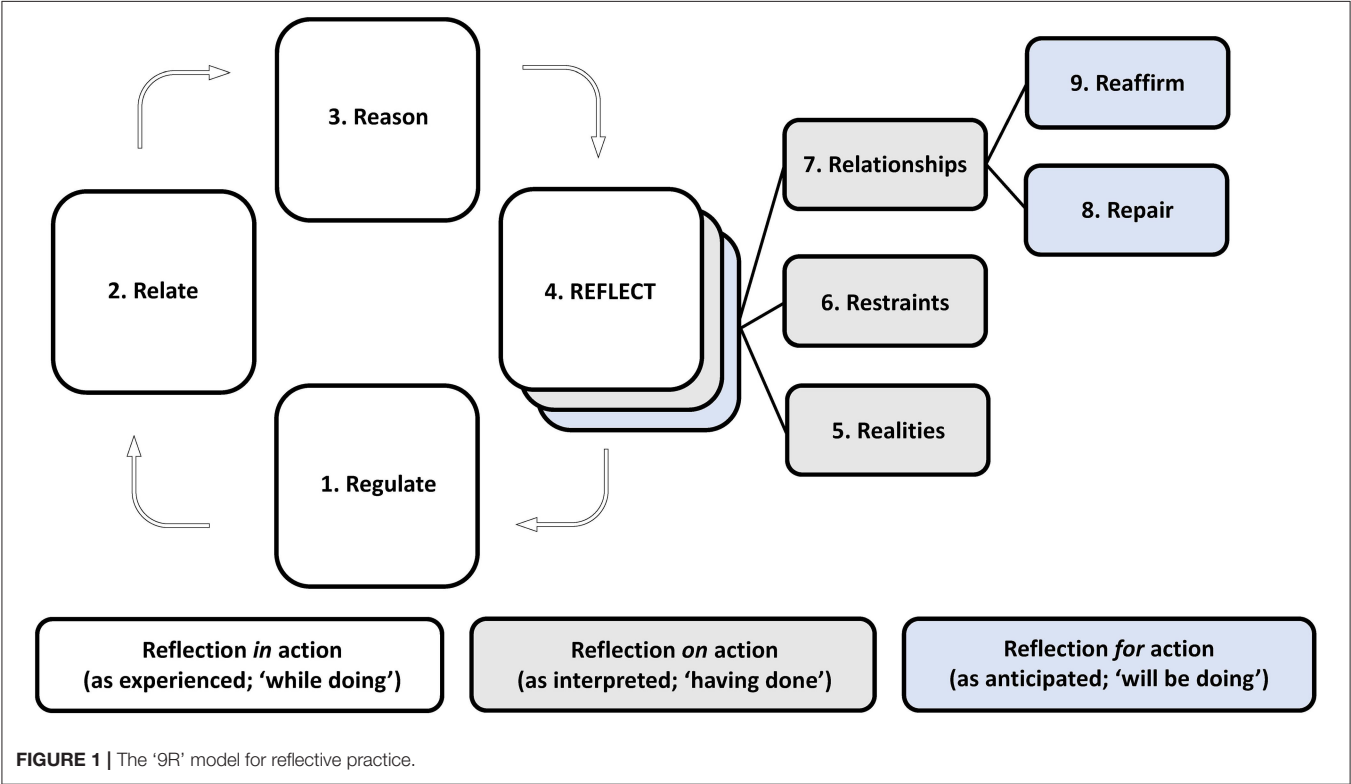 3. Reason
9. Reaffirm
7. Relationships
8. Repair
2. Relate
4. REFLECT
6. Restraints
5. Realities
1. Regulate
Reflection in action
(as experienced; ‘while doing’)
Reflection on action
(as interpreted; ‘having done’)
Reflection for action
(as anticipated; ‘will be doing’)
FIGURE 1 | The ‘9R’ model for reflective practice.